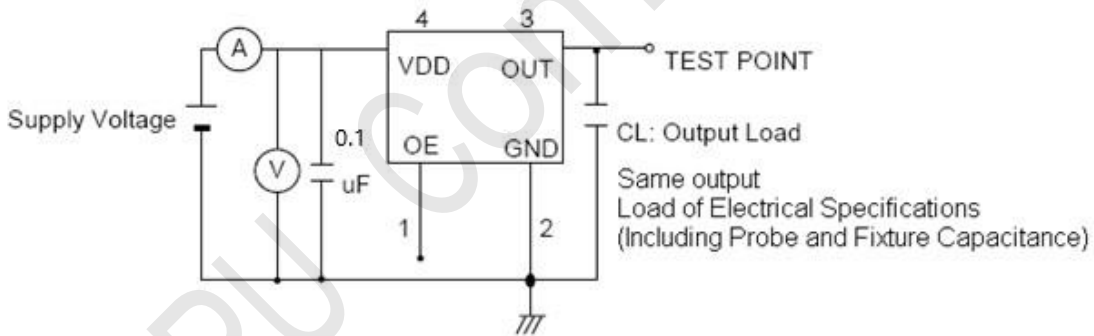 4
3
A
VDD
OUT
TEST POINT
Supply Voltage
0.1
uF
V
OE
GND
CL: Output Load
Same output
Load of Electrical Specifications
(Including Probe and Fixture Capacitance)
1
2